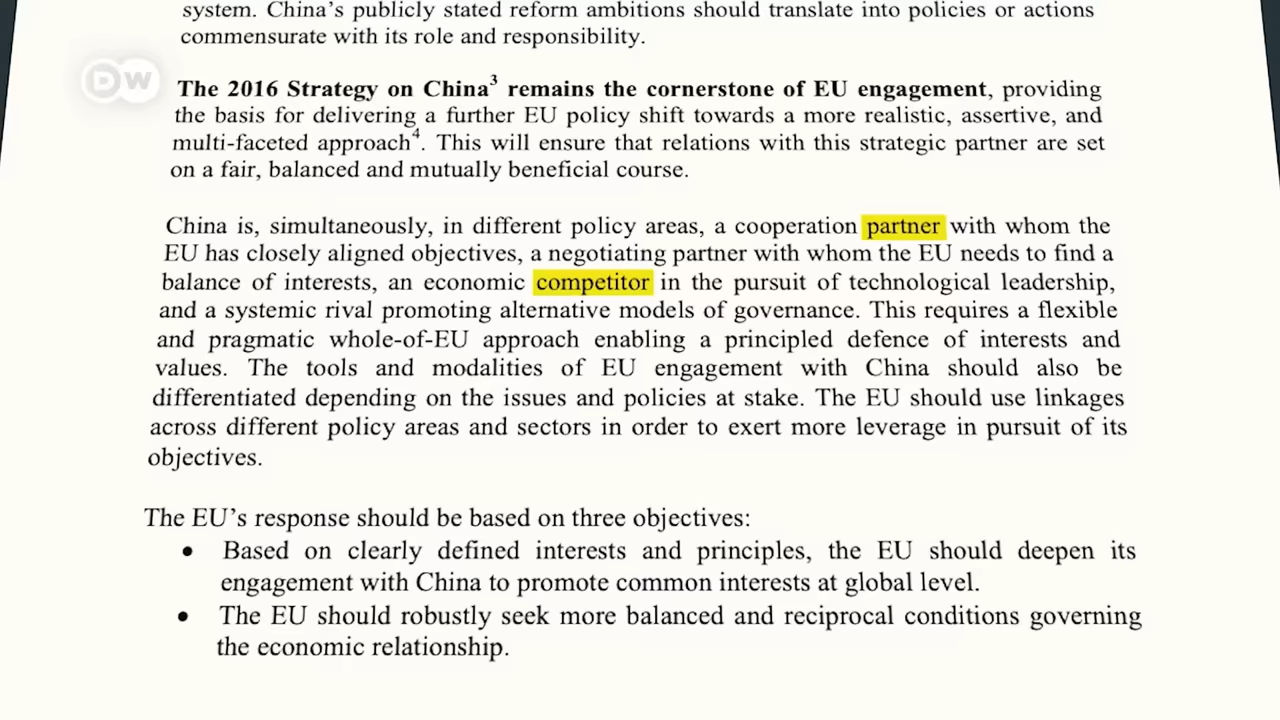 system. China’s publicly stated reform ambitions should translate into policies or actions
commensurate with its role and responsibility.
DW
The 2016 Strategy on China³ remains the cornerstone of EU engagement, providing
the basis for delivering a further EU policy shift towards a more realistic, assertive, and
multi-faceted approach⁴. This will ensure that relations with this strategic partner are set
on a fair, balanced and mutually beneficial course.
China is, simultaneously, in different policy areas, a cooperation partner with whom the
EU has closely aligned objectives, a negotiating partner with whom the EU needs to find a
balance of interests, an economic competitor in the pursuit of technological leadership,
and a systemic rival promoting alternative models of governance. This requires a flexible
and pragmatic whole-of-EU approach enabling a principled defence of interests and
values. The tools and modalities of EU engagement with China should also be
differentiated depending on the issues and policies at stake. The EU should use linkages
across different policy areas and sectors in order to exert more leverage in pursuit of its
objectives.
The EU’s response should be based on three objectives:
• Based on clearly defined interests and principles, the EU should deepen its
engagement with China to promote common interests at global level.
• The EU should robustly seek more balanced and reciprocal conditions governing
the economic relationship.